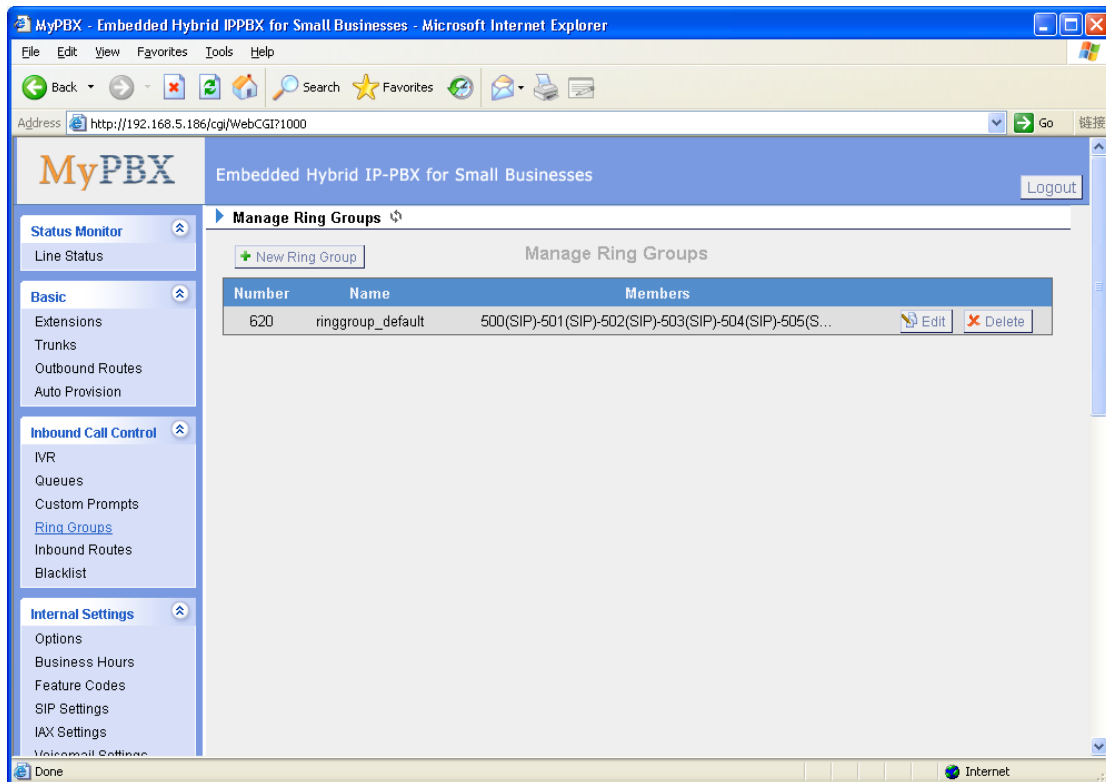 MyPBX - Embedded Hybrid IPPBX for Small Businesses - Microsoft Internet Explorer
File Edit View Favorites Tools Help
Back Search Favorites
Address http://192.168.5.186/cgi/WebCGI?1000 Go 链接
MyPBX
Embedded Hybrid IP-PBX for Small Businesses
Logout
Status Monitor
Line Status
Basic
Extensions
Trunks
Outbound Routes
Auto Provision
Inbound Call Control
IVR
Queues
Custom Prompts
Ring Groups
Inbound Routes
Blacklist
Internal Settings
Options
Business Hours
Feature Codes
SIP Settings
IAX Settings
Voicemail Settings
Manage Ring Groups
New Ring Group Manage Ring Groups
Number Name Members
620 ringgroup_default 500(SIP)-501(SIP)-502(SIP)-503(SIP)-504(SIP)-505(S... Edit Delete
Done Internet